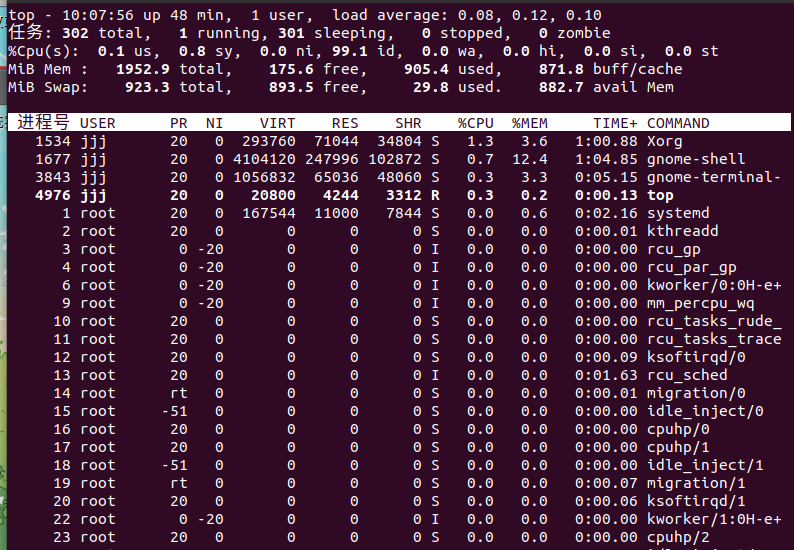 top - 10:07:56 up 48 min,  1 user,  load average: 0.08, 0.12, 0.10
任务: 302 total,   1 running, 301 sleeping,   0 stopped,   0 zombie
%Cpu(s):  0.1 us,  0.8 sy,  0.0 ni, 99.1 id,  0.0 wa,  0.0 hi,  0.0 si,  0.0 st
MiB Mem :   1952.9 total,    175.6 free,    905.4 used,    871.8 buff/cache
MiB Swap:    923.3 total,    893.5 free,     29.8 used.    882.7 avail Mem
进程号 USER      PR  NI    VIRT    RES    SHR    %CPU  %MEM     TIME+ COMMAND
1534 jjj       20   0  293760  71044  34804 S   1.3   3.6   1:00.88 Xorg
1677 jjj       20   0 4104120 247996 102872 S   0.7  12.4   1:04.85 gnome-shell
3843 jjj       20   0 1056832  65036  48060 S   0.3   3.3   0:05.15 gnome-terminal-
4976 jjj       20   0   20800   4244   3312 R   0.3   0.2   0:00.13 top
1 root      20   0  167544  11000   7844 S   0.0   0.6   0:02.16 systemd
2 root      20   0       0      0      0 S   0.0   0.0   0:00.01 kthreadd
3 root       0 -20       0      0      0 I   0.0   0.0   0:00.00 rcu_gp
4 root       0 -20       0      0      0 I   0.0   0.0   0:00.00 rcu_par_gp
6 root       0 -20       0      0      0 I   0.0   0.0   0:00.00 kworker/0:0H-e+
9 root       0 -20       0      0      0 I   0.0   0.0   0:00.00 mm_percpu_wq
10 root      20   0       0      0      0 S   0.0   0.0   0:00.00 rcu_tasks_rude_
11 root      20   0       0      0      0 S   0.0   0.0   0:00.00 rcu_tasks_trace
12 root      20   0       0      0      0 S   0.0   0.0   0:00.09 ksoftirqd/0
13 root      20   0       0      0      0 I   0.0   0.0   0:01.63 rcu_sched
14 root      rt   0       0      0      0 S   0.0   0.0   0:00.01 migration/0
15 root     -51   0       0      0      0 S   0.0   0.0   0:00.00 idle_inject/0
16 root      20   0       0      0      0 S   0.0   0.0   0:00.00 cpuhp/0
17 root      20   0       0      0      0 S   0.0   0.0   0:00.00 cpuhp/1
18 root     -51   0       0      0      0 S   0.0   0.0   0:00.00 idle_inject/1
19 root      rt   0       0      0      0 S   0.0   0.0   0:00.07 migration/1
20 root      20   0       0      0      0 S   0.0   0.0   0:00.06 ksoftirqd/1
22 root       0 -20       0      0      0 I   0.0   0.0   0:00.00 kworker/1:0H-e+
23 root      20   0       0      0      0 S   0.0   0.0   0:00.00 cpuhp/2